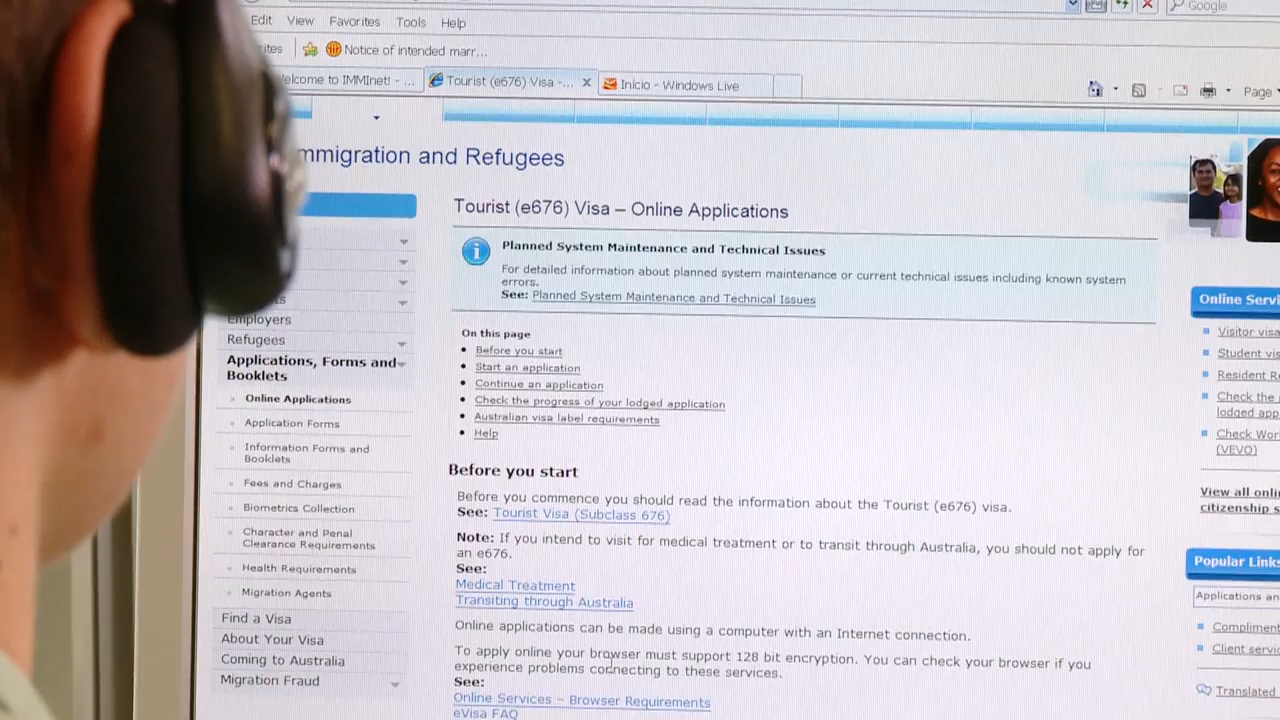 Edit View Favorites Tools Help
Google
Notice of intended marr...
to IMMInet! - ...
Tourist (e676) Visa -...
Início - Windows Live
Page
and Refugees
Tourist (e676) Visa – Online Applications
Planned System Maintenance and Technical Issues
For detailed information about planned system maintenance or current technical issues including known system
errors.
See: Planned System Maintenance and Technical Issues
On this page
Before you start
Start an application
Continue an application
Check the progress of your lodged application
Australian visa label requirements
Help
Before you start
Before you commence you should read the information about the Tourist (e676) visa.
See: Tourist Visa (Subclass 676)
Note: If you intend to visit for medical treatment or to transit through Australia, you should not apply for
an e676.
See:
Medical Treatment
Transiting through Australia
Online applications can be made using a computer with an Internet connection.
To apply online your browser must support 128 bit encryption. You can check your browser if you
experience problems connecting to these services.
See:
Online Services – Browser Requirements
eVisa FAQ
Employers
Refugees
Applications, Forms and
Booklets
Online Applications
Application Forms
Information Forms and
Booklets
Fees and Charges
Biometrics Collection
Character and Penal
Clearance Requirements
Health Requirements
Migration Agents
Find a Visa
About Your Visa
Coming to Australia
Migration Fraud
Online Servi
Visitor visa
Student vis
Resident Re
Check the
lodged app
Check Wor
(VEVO)
View all onli
citizenship s
Popular Links
Applications an
Compliment
Client servic
Translated